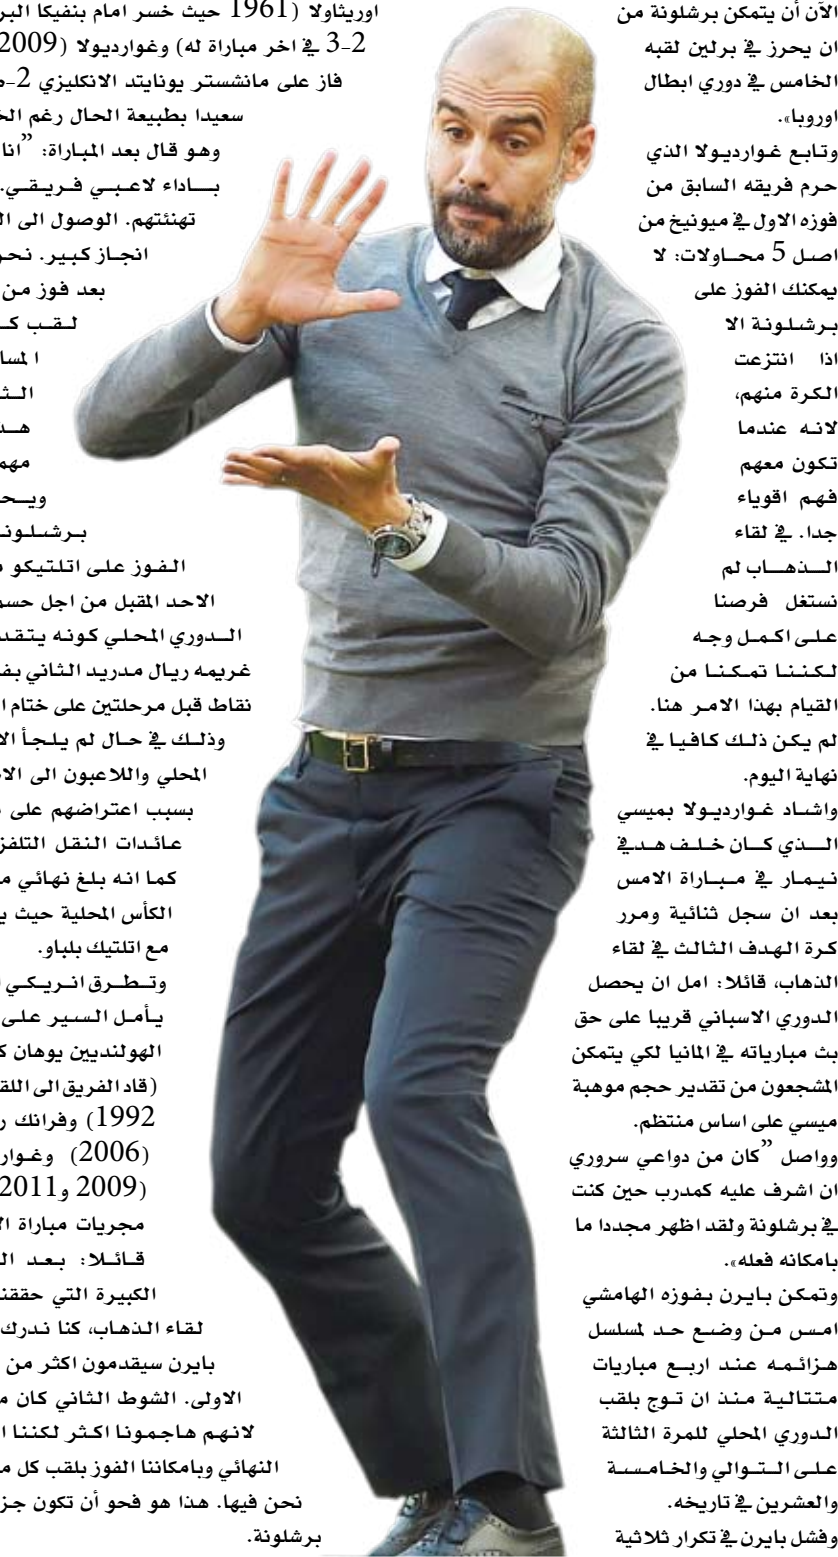 الآن أن يتمكن برشلونة من
ان يحرز في برلين لقبه
الخامس في دوري ابطال
اوروبا».
وتابع غوارديولا الذي
حرم فريقه السابق من
فوزه الاول في ميونيخ من
اصل 5 محاولات: لا
يمكنك الفوز على
برشلونة الا
اذا انتزعت
الكرة منهم،
لانه عندما
تكون معهم
فهم اقوياء
جدا. في لقاء
الذهاب لم
نستغل فرصنا
على اكمل وجه
لكننا تمكنا من
القيام بهذا الامر هنا.
لم يكن ذلك كافيا في
نهاية اليوم.
واشاد غوارديولا بميسي
الذي كان خلف هدفي
نيمار في مباراة الامس
بعد ان سجل ثنائية ومرر
كرة الهدف الثالث في لقاء
الذهاب، قائلا: امل ان يحصل
الدوري الاسباني قريبا على حق
بث مبارياته في المانيا لكي يتمكن
المشجعون من تقدير حجم موهبة
ميسي على اساس منتظم.
وواصل ”كان من دواعي سروري
ان اشرف عليه كمدرب حين كنت
في برشلونة ولقد اظهر مجددا ما
بامكانه فعله».
وتمكن بايرن بفوزه الهامشي
امس من وضع حد لمسلسل
هزائمه عند اربع مباريات
متتالية منذ ان توج بلقب
الدوري المحلي للمرة الثالثة
على التوالي والخامسة
والعشرين في تاريخه.
وفشل بايرن في تكرار ثلاثية
اوريثاولا (1961 حيث خسر امام بنفيكا
2-3 في اخر مباراة له) وغوارديولا (2009
فاز على مانشستر يونايتد الانكليزي 2-
سعيدا بطبيعة الحال رغم
وهو قال بعد المباراة: ”انا
باداء لاعبي فريقي.
تهنئتهم. الوصول الى
انجاز كبير.
بعد فوز من
لقب
هد
مهم
برشلون
الفوز على اتلتيكو
الاحد المقبل من اجل
الدوري المحلي كونه
غريمه ريال مدريد الثاني
نقاط قبل مرحلتين على ختام
وذلك في حال لم يلجأ
المحلي واللاعبون الى
بسبب اعتراضهم على
عائدات النقل
كما انه بلغ نهائي
الكأس المحلية حيث
مع اتلتيك بلباو.
وتطرق انريكي
يأمل السير على
الهولنديين يوهان
(قاد الفريق الى
1992) وفرانك
(2006)
(2009 و2011
مجريات مباراة
قائلا: بعد
الكبيرة التي
لقاء الذهاب، كنا ندرك
بايرن سيقدمون اكثر من
الاولى. الشوط الثاني كان
لانهم هاجمونا اكثر لكننا
النهائي وبامكاننا الفوز بلقب كل
نحن فيها. هذا هو فحو أن تكون
برشلونة.